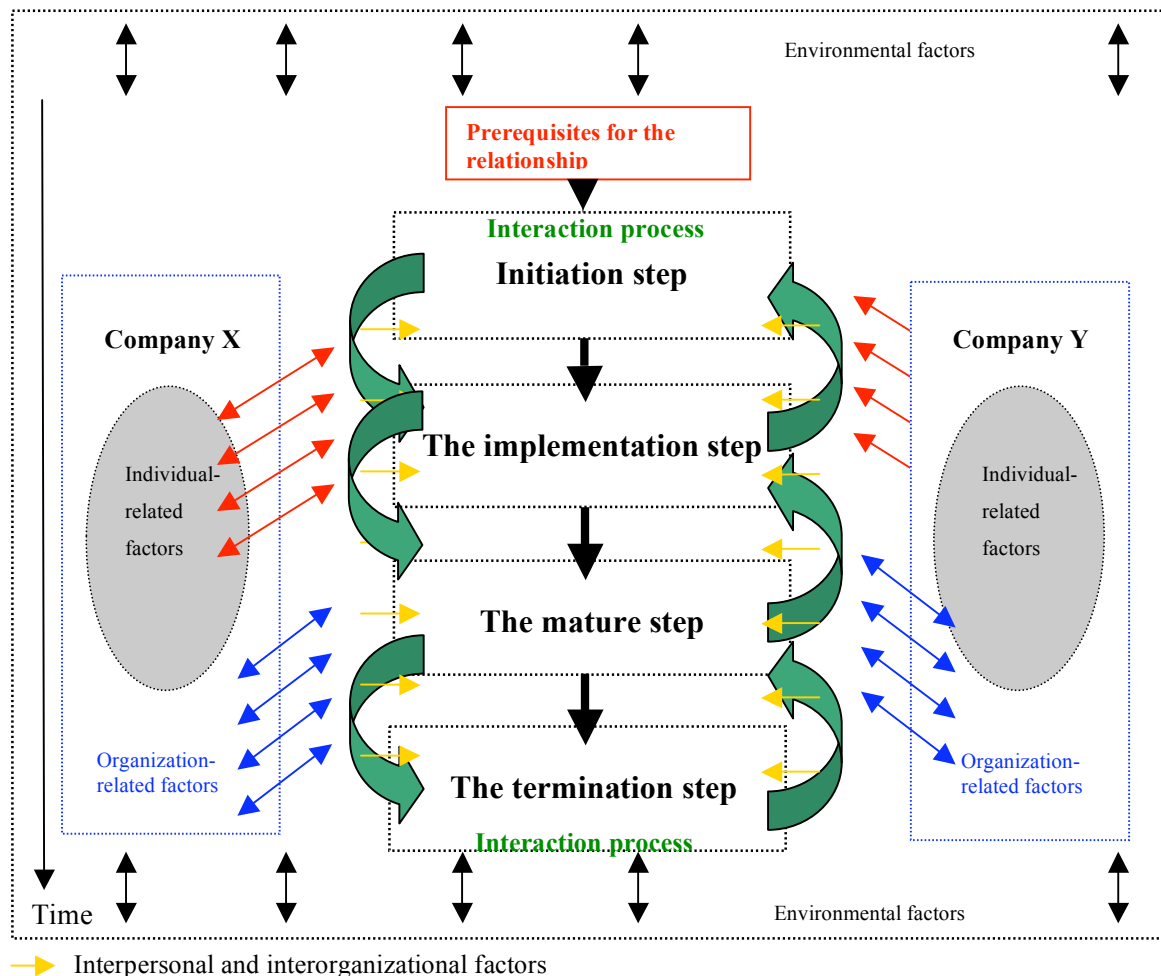 Environmental factors
Prerequisites for the
relationship
Interaction process
Initiation step
Company X
Company Y
The implementation step
Individual-
related
factors
Individual-
related
factors
The mature step
Organization-
related factors
Organization-
related factors
The termination step
Interaction process
Time
Environmental factors
Interpersonal and interorganizational factors